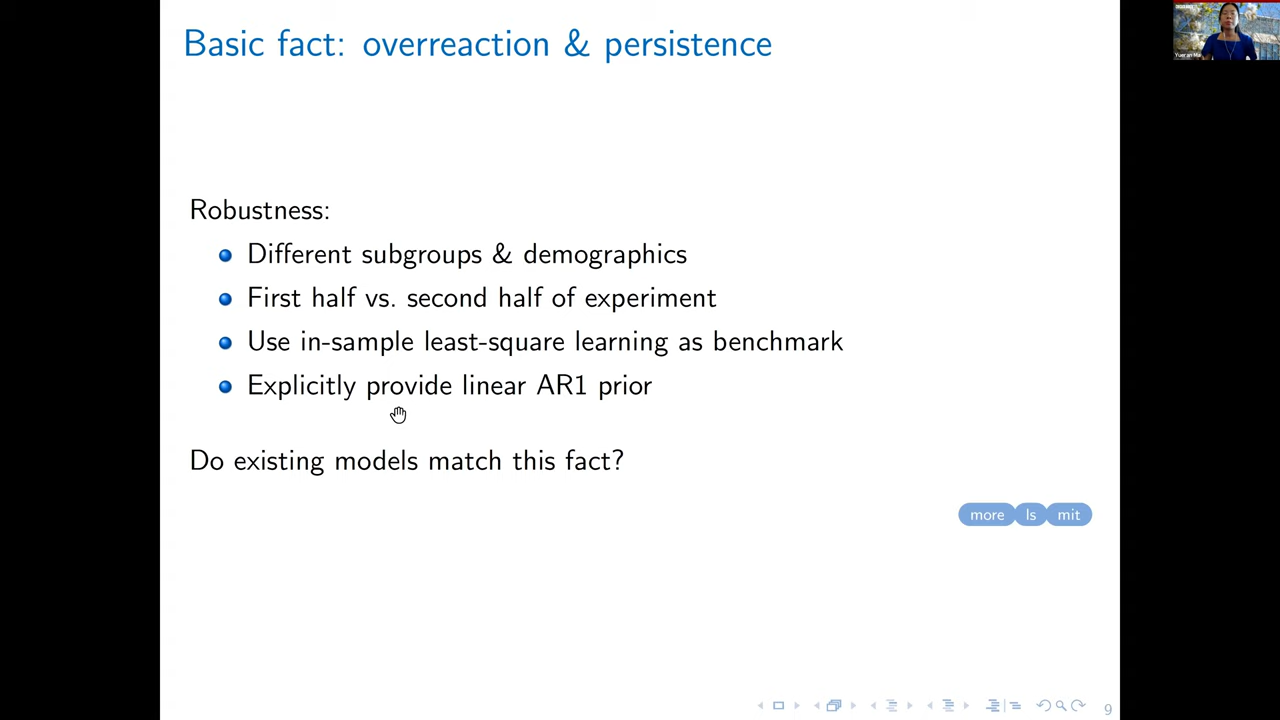 Basic fact: overreaction & persistence
Robustness:
Different subgroups & demographics
First half vs. second half of experiment
Use in-sample least-square learning as benchmark
Explicitly provide linear AR1 prior
Do existing models match this fact?
more ls mit
9
Yueran Ma